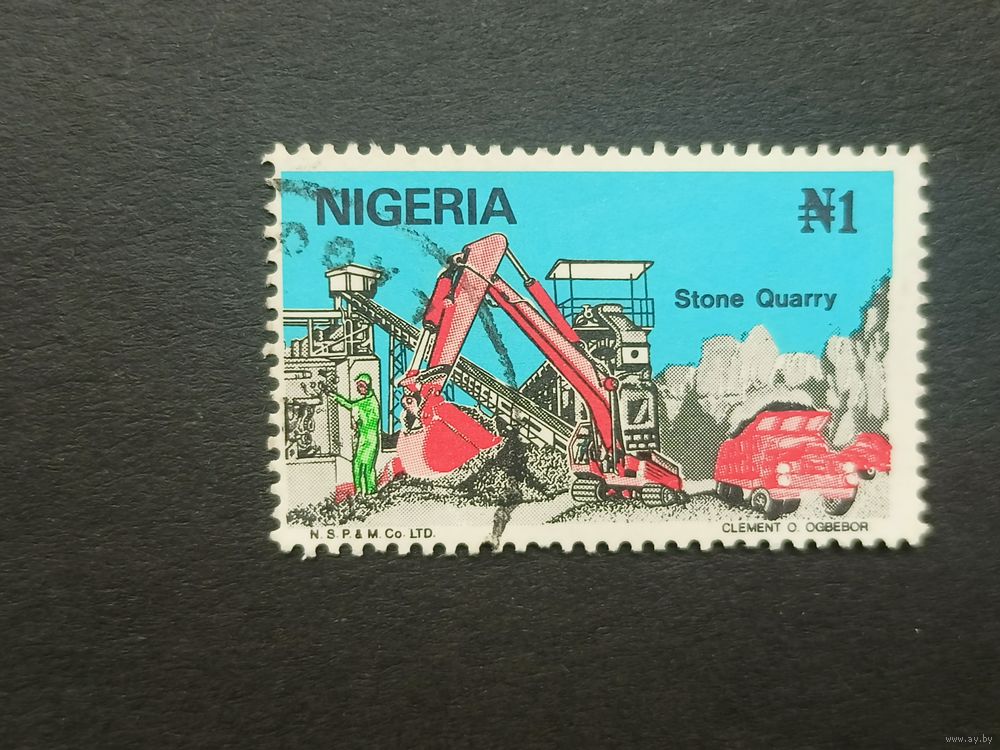 NIGERIA
₦1
Stone Quarry
N.S.P.& M.Co.LTD.
CLEMENT O. OGBEBOR
www.ay.by